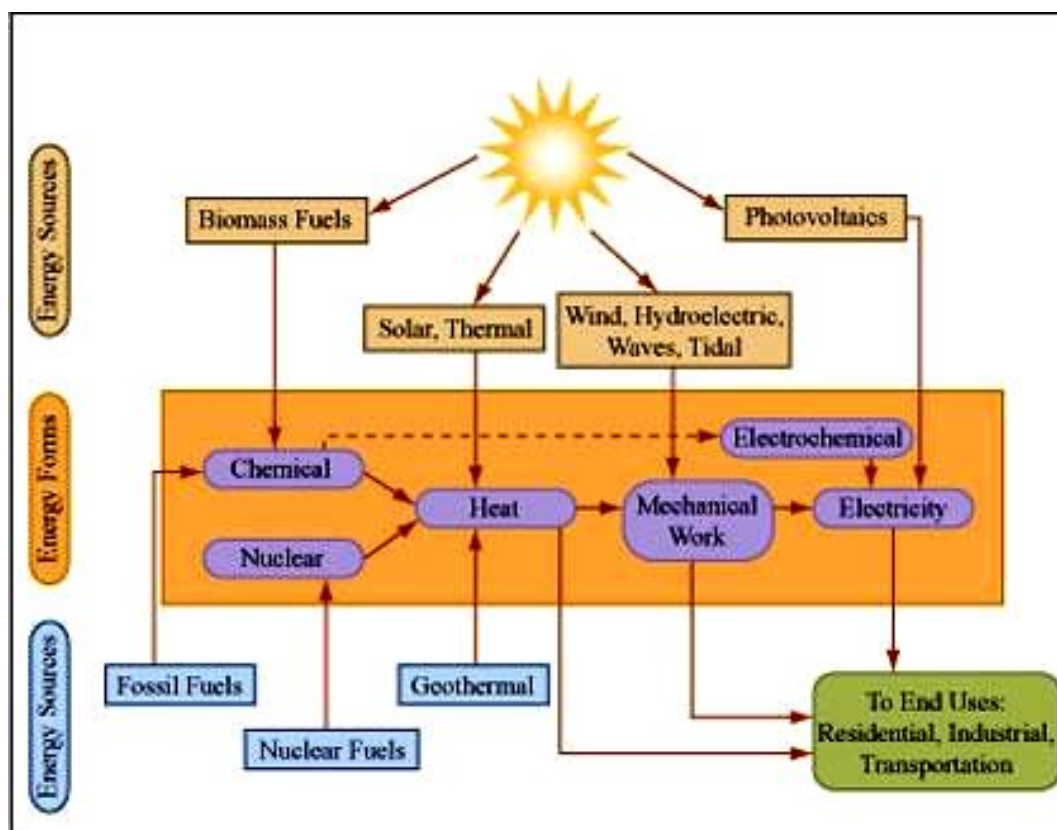 Energy Sources
Biomass Fuels
Photovoltaics
Solar, Thermal
Wind, Hydroelectric,
Waves, Tidal
Energy Forms
Electrochemical
Chemical
Heat
Mechanical
Work
Electricity
Nuclear
Energy Sources
Fossil Fuels
Geothermal
Nuclear Fuels
To End Uses:
Residential, Industrial,
Transportation